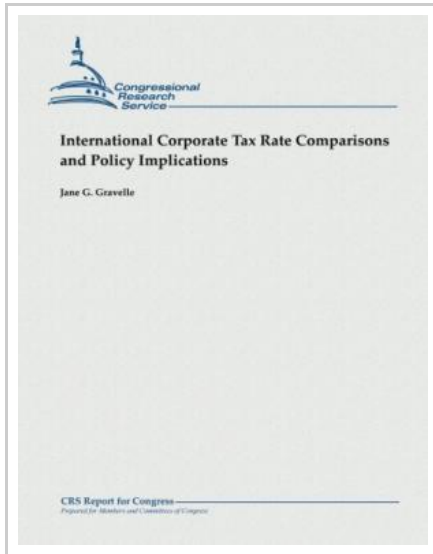 Congressional
Research
Service
International Corporate Tax Rate Comparisons
and Policy Implications
Jane G. Gravelle
CRS Report for Congress
Prepared for Members and Committees of Congress